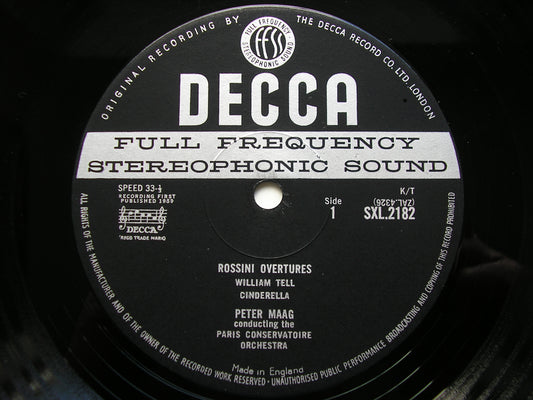 ORIGINAL RECORDING BY THE DECCA RECORD CO. LTD. LONDON
FULL FREQUENCY STEREOPHONIC SOUND
FFSS
DECCA
FULL FREQUENCY
STEREOPHONIC SOUND
SPEED 33-⅓
RECORDING FIRST
PUBLISHED 1959
DECCA
REGD TRADE MARK
K/T
(ZAL.4326)
Side
1
SXL.2182
ROSSINI OVERTURES
WILLIAM TELL
CINDERELLA
PETER MAAG
conducting the
PARIS CONSERVATOIRE
ORCHESTRA
Made in England
ALL RIGHTS OF THE MANUFACTURER AND OF THE OWNER OF THE RECORDED WORK RESERVED · UNAUTHORISED PUBLIC PERFORMANCE BROADCASTING AND COPYING OF THIS RECORD PROHIBITED